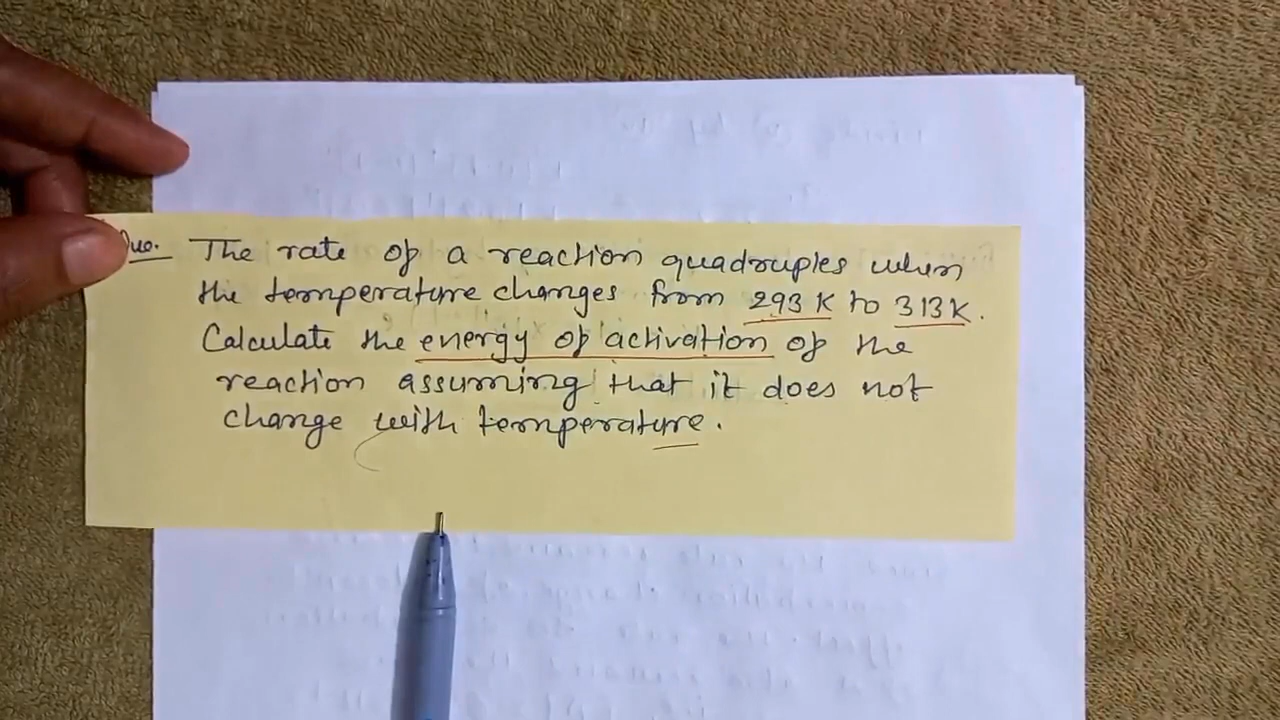 Que. The rate of a reaction quadruples when
the temperature changes from 293 K to 313 K.
Calculate the energy of activation of the
reaction assuming that it does not
change with temperature.